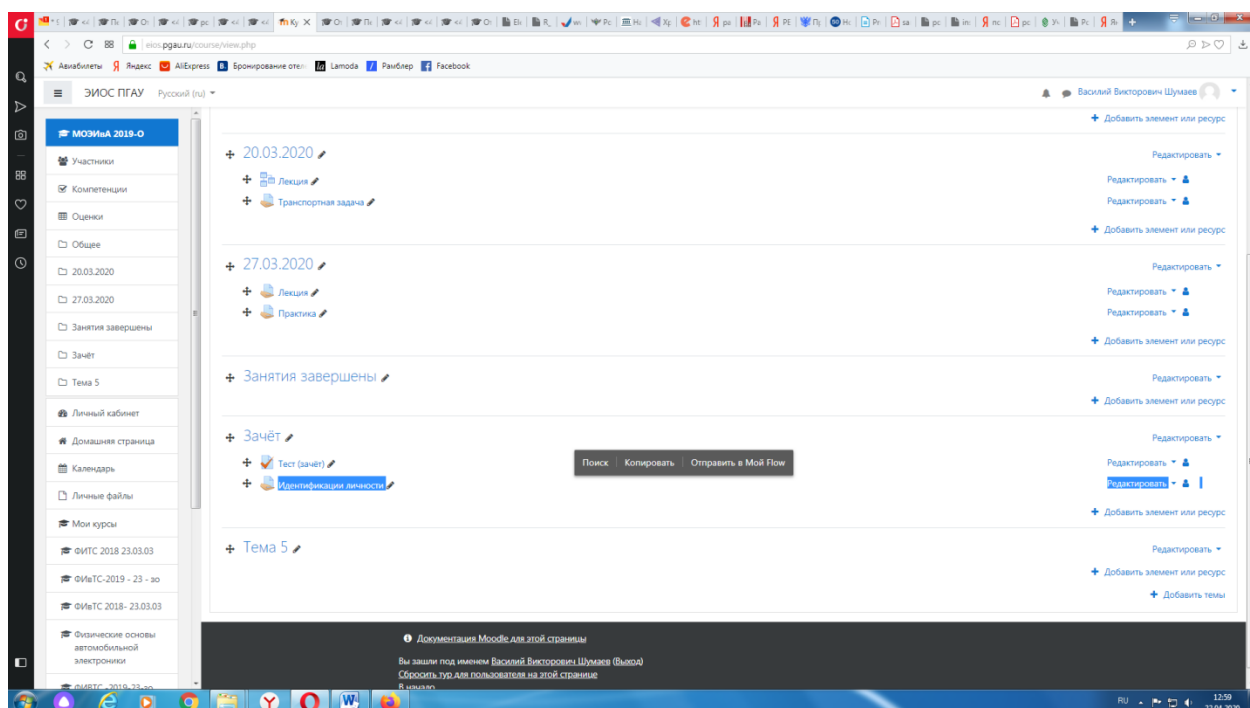 eios.pgau.ru/course/view.php
Авиабилеты Яндекс AliExpress Бронирование отел Lamoda Рамблер Facebook
ЭИОС ПГАУ Русский (ru) Василий Викторович Шумаев
МОЭИвА 2019-О
Участники
Компетенции
Оценки
Общее
20.03.2020
27.03.2020
Занятия завершены
Зачёт
Тема 5
Личный кабинет
Домашняя страница
Календарь
Личные файлы
Мои курсы
ФИТС 2018 23.03.03
ФИвТС-2019 - 23 - зо
ФИвТС 2018- 23.03.03
Физические основы
автомобильной
электроники
Добавить элемент или ресурс
20.03.2020 Редактировать
Лекция Редактировать
Транспортная задача Редактировать
Добавить элемент или ресурс
27.03.2020 Редактировать
Лекция Редактировать
Практика Редактировать
Добавить элемент или ресурс
Занятия завершены Редактировать
Добавить элемент или ресурс
Зачёт Редактировать
Поиск Копировать Отправить в Мой Flow
Тест (зачёт) Редактировать
Идентификации личности Редактировать
Добавить элемент или ресурс
Тема 5 Редактировать
Добавить элемент или ресурс
Добавить темы
Документация Moodle для этой страницы
Вы зашли под именем Василий Викторович Шумаев (Выход)
Сбросить тур для пользователя на этой странице
В начало
RU 12:59